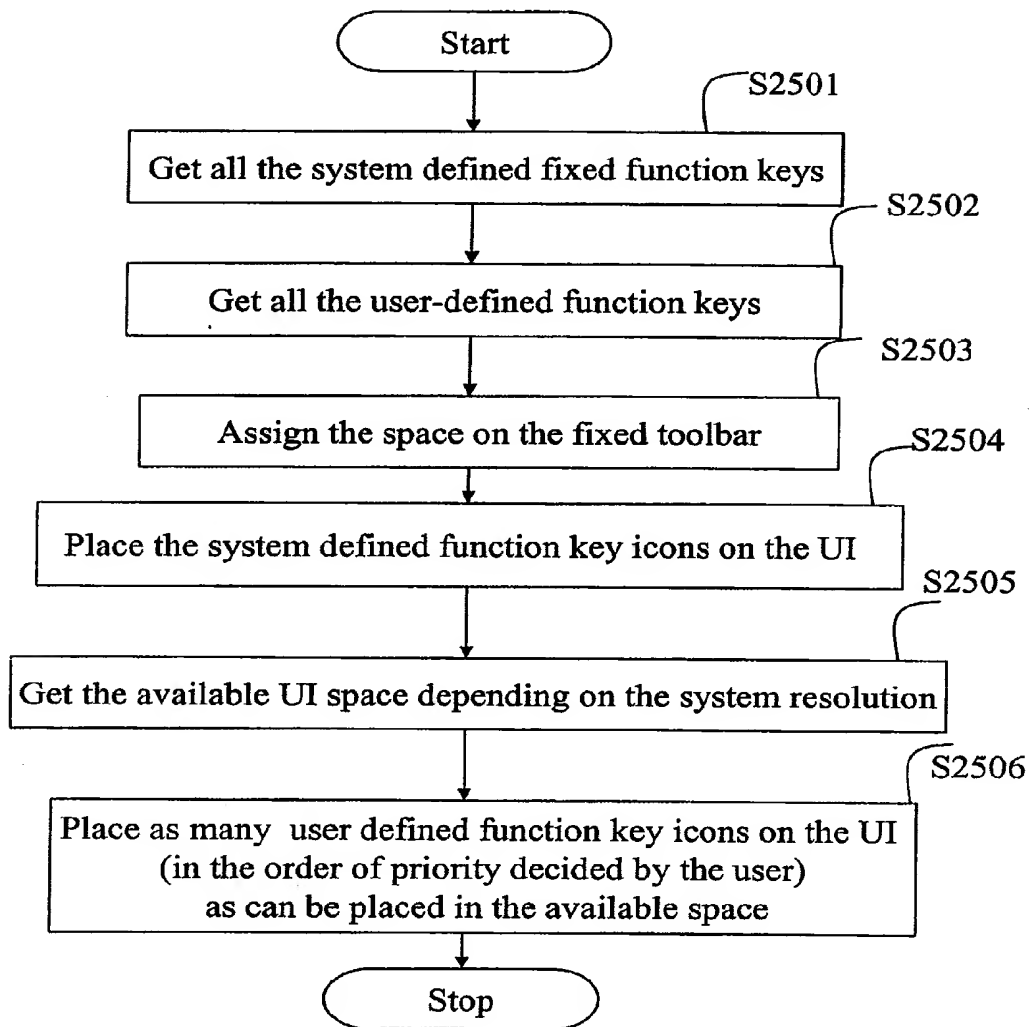 Start
S2501
Get all the system defined fixed function keys
S2502
Get all the user-defined function keys
S2503
Assign the space on the fixed toolbar
S2504
Place the system defined function key icons on the UI
S2505
Get the available UI space depending on the system resolution
S2506
Place as many user defined function key icons on the UI
(in the order of priority decided by the user)
as can be placed in the available space
Stop